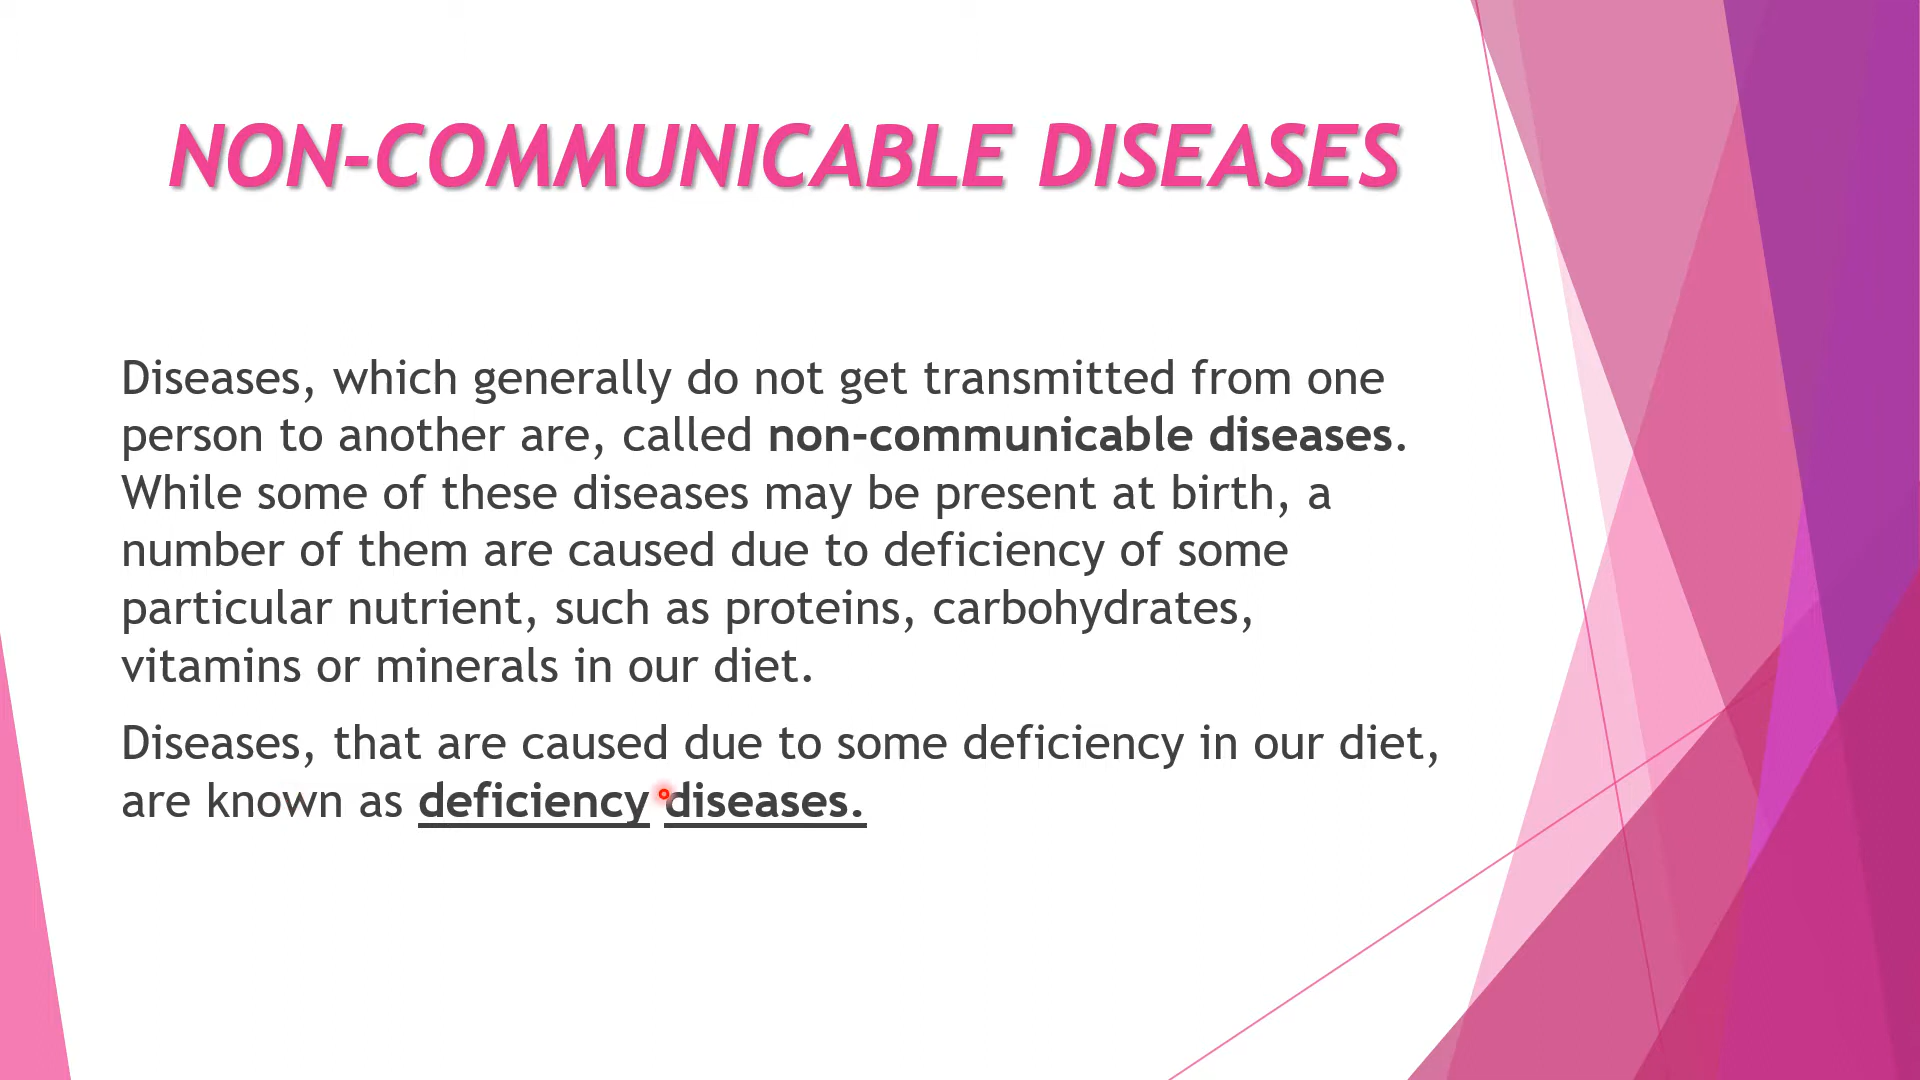 NON-COMMUNICABLE DISEASES
Diseases, which generally do not get transmitted from one
person to another are, called non-communicable diseases.
While some of these diseases may be present at birth, a
number of them are caused due to deficiency of some
particular nutrient, such as proteins, carbohydrates,
vitamins or minerals in our diet.
Diseases, that are caused due to some deficiency in our diet,
are known as deficiency diseases.